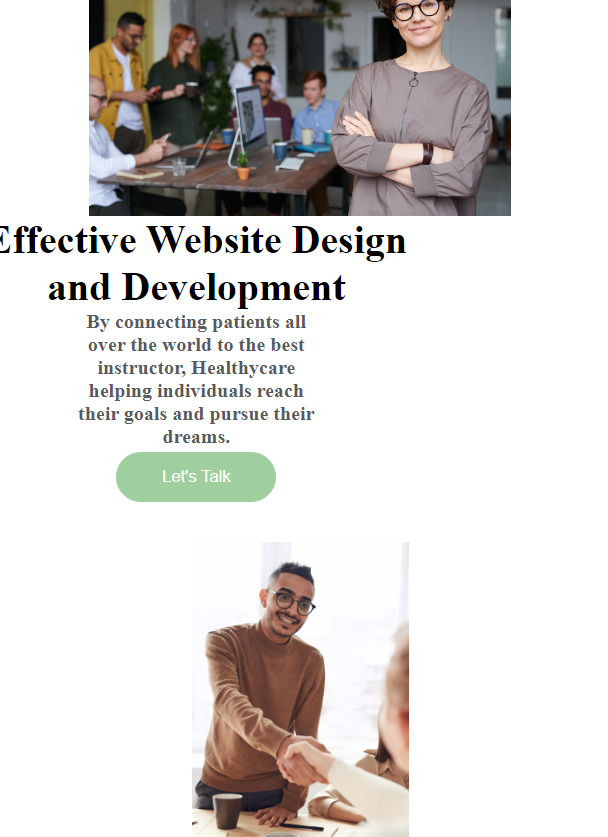 Effective Website Design
and Development
By connecting patients all
over the world to the best
instructor, Healthycare
helping individuals reach
their goals and pursue their
dreams.
Let's Talk